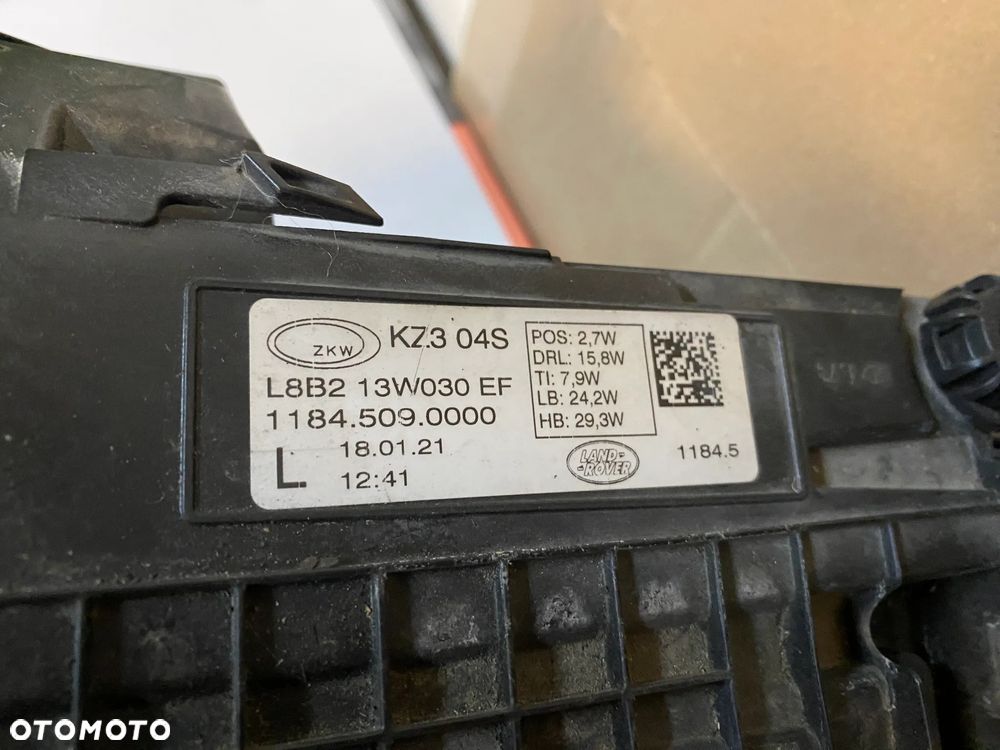 ZKW
KZ3 04S
L8B2 13W030 EF
1184.509.0000
L
18.01.21
12:41
POS: 2,7W
DRL: 15,8W
TI: 7,9W
LB: 24,2W
HB: 29,3W
LAND-
-ROVER
1184.5
OTOMOTO